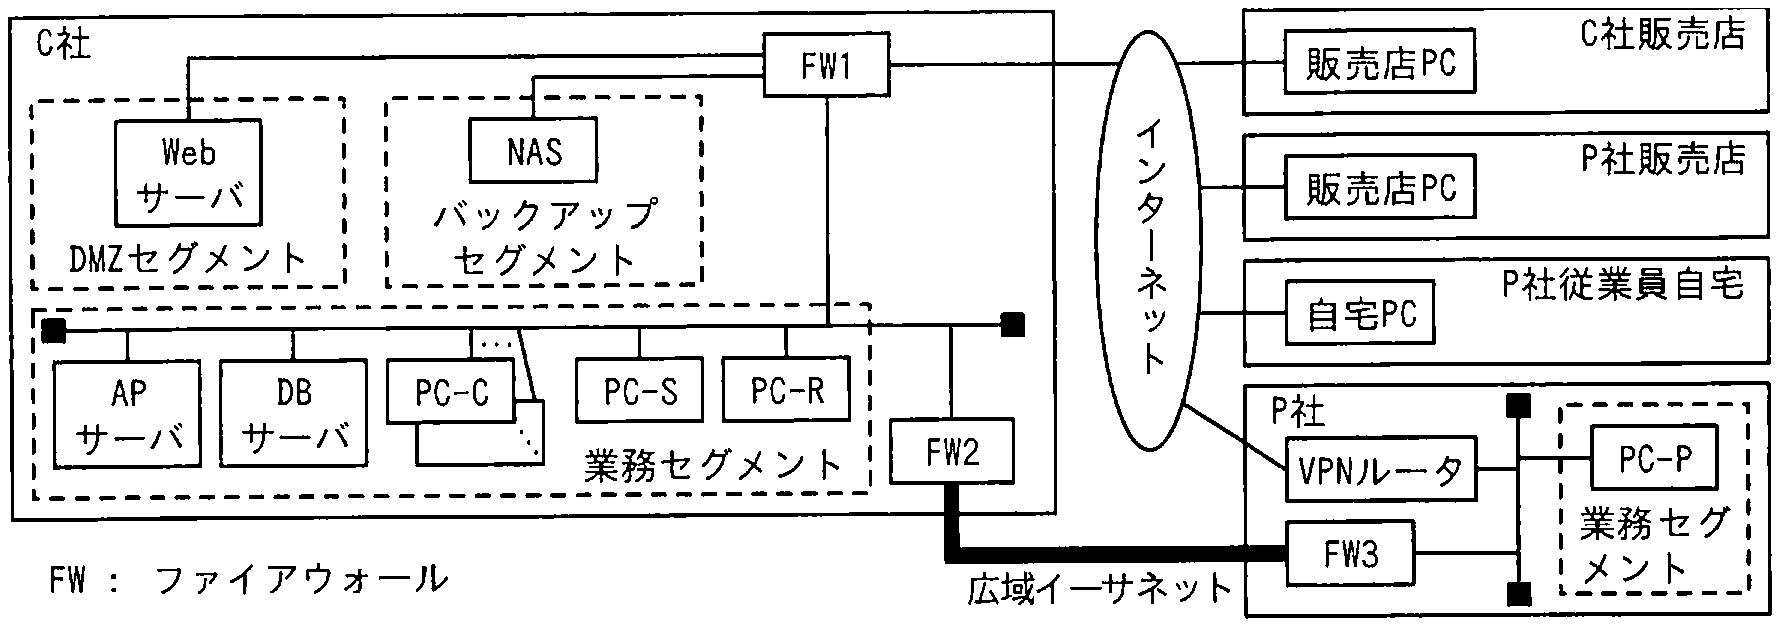 C社
FW1
Web
サーバ
DMZセグメント
NAS
バックアップ
セグメント
AP
サーバ
DB
サーバ
PC-C
PC-S
PC-R
業務セグメント
FW2
インターネット
C社販売店
販売店PC
P社販売店
販売店PC
P社従業員自宅
自宅PC
P社
VPNルータ
FW3
PC-P
業務セグ
メント
広域イーサネット
FW : ファイアウォール